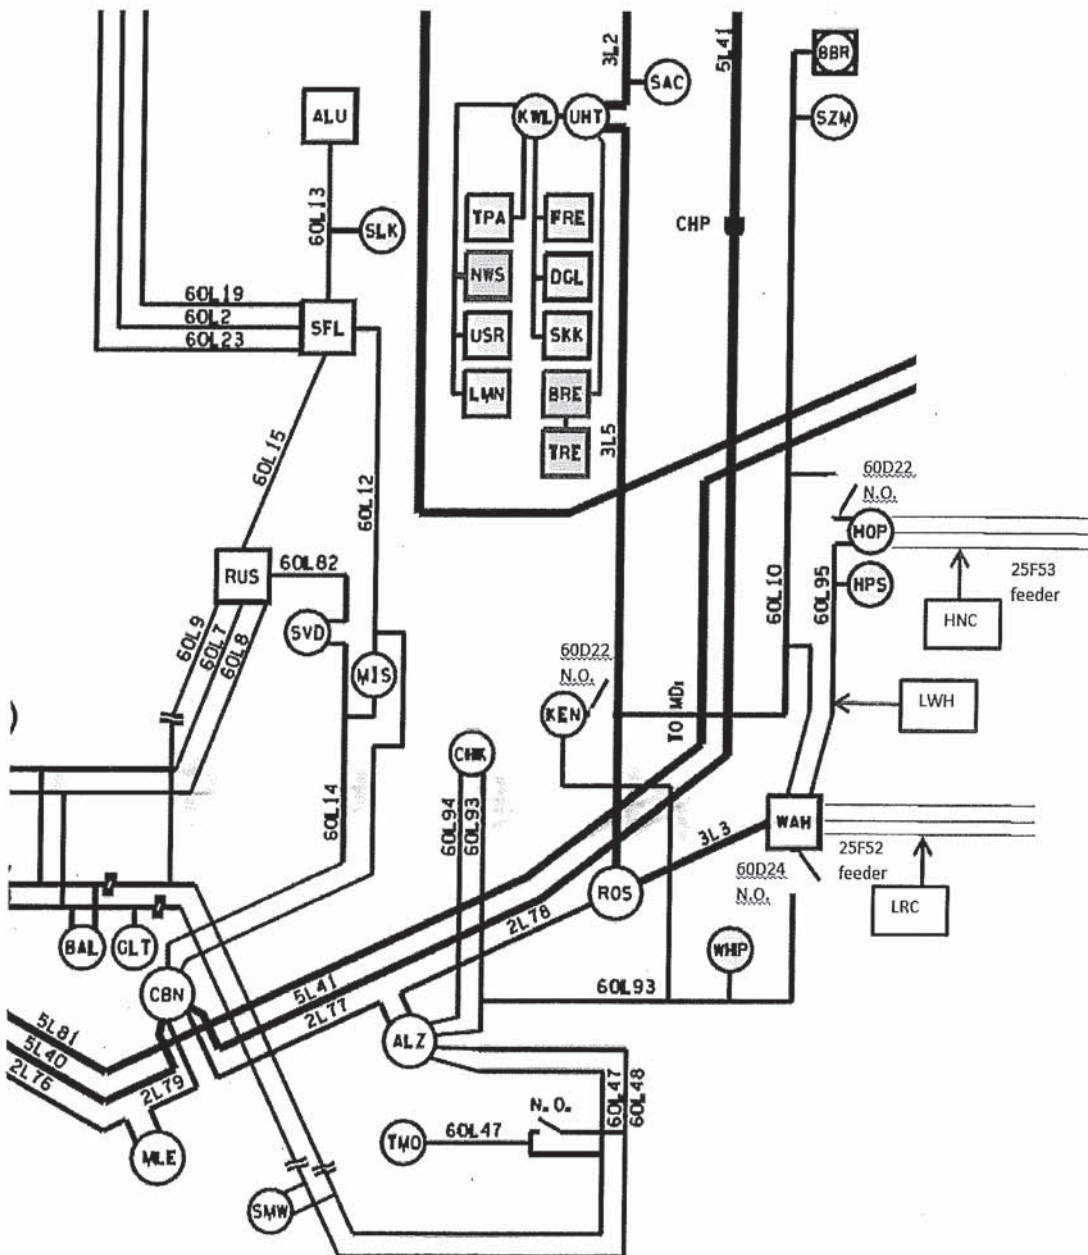 3L2
5L41
BBR
SAC
ALU
KWL
UHT
SZM
60L13
TPA
FRE
CHP
SLK
NWS
DGL
60L19
60L2
60L23
SFL
USR
SKK
LMN
BRE
3L5
TRE
60L15
60L12
60D22
N.O.
HOP
RUS
60L82
60L10
60L95
HPS
25F53
feeder
HNC
60L9
60L7
60L8
SVD
MIS
60D22
N.O.
KEN
TO MD
LWH
CHK
60L14
60L94
60L93
3L3
WAH
25F52
feeder
60D24
N.O.
ROS
LRC
BAL
GLT
2L78
WHP
CBN
5L41
60L93
2L77
5L81
5L40
2L76
2L79
ALZ
60L47
60L48
N.O.
TMO
60L47
MLE
SMW